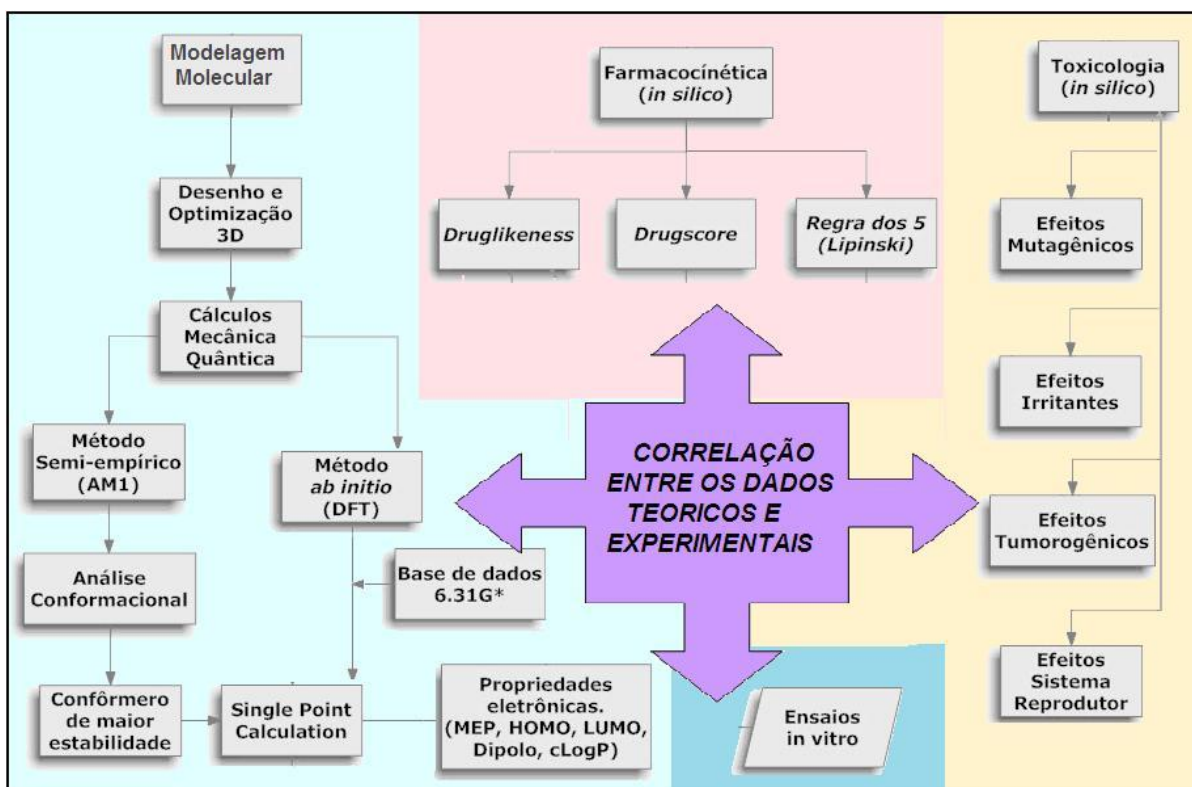 Modelagem
Molecular
Desenho e
Optimização
3D
Cálculos
Mecânica
Quântica
Método
Semi-empírico
(AM1)
Método
ab initio
(DFT)
Análise
Conformacional
Base de dados
6.31G*
Confôrmero
de maior
estabilidade
Single Point
Calculation
Propriedades
eletrônicas.
(MEP, HOMO, LUMO,
Dipolo, cLogP)
Farmacocínética
(in silico)
Druglikeness
Drugscore
Regra dos 5
(Lipinski)
CORRELAÇÃO
ENTRE OS DADOS
TEORICOS E
EXPERIMENTAIS
Ensaios
in vitro
Toxicologia
(in silico)
Efeitos
Mutagênicos
Efeitos
Irritantes
Efeitos
Tumorogênicos
Efeitos
Sistema
Reprodutor